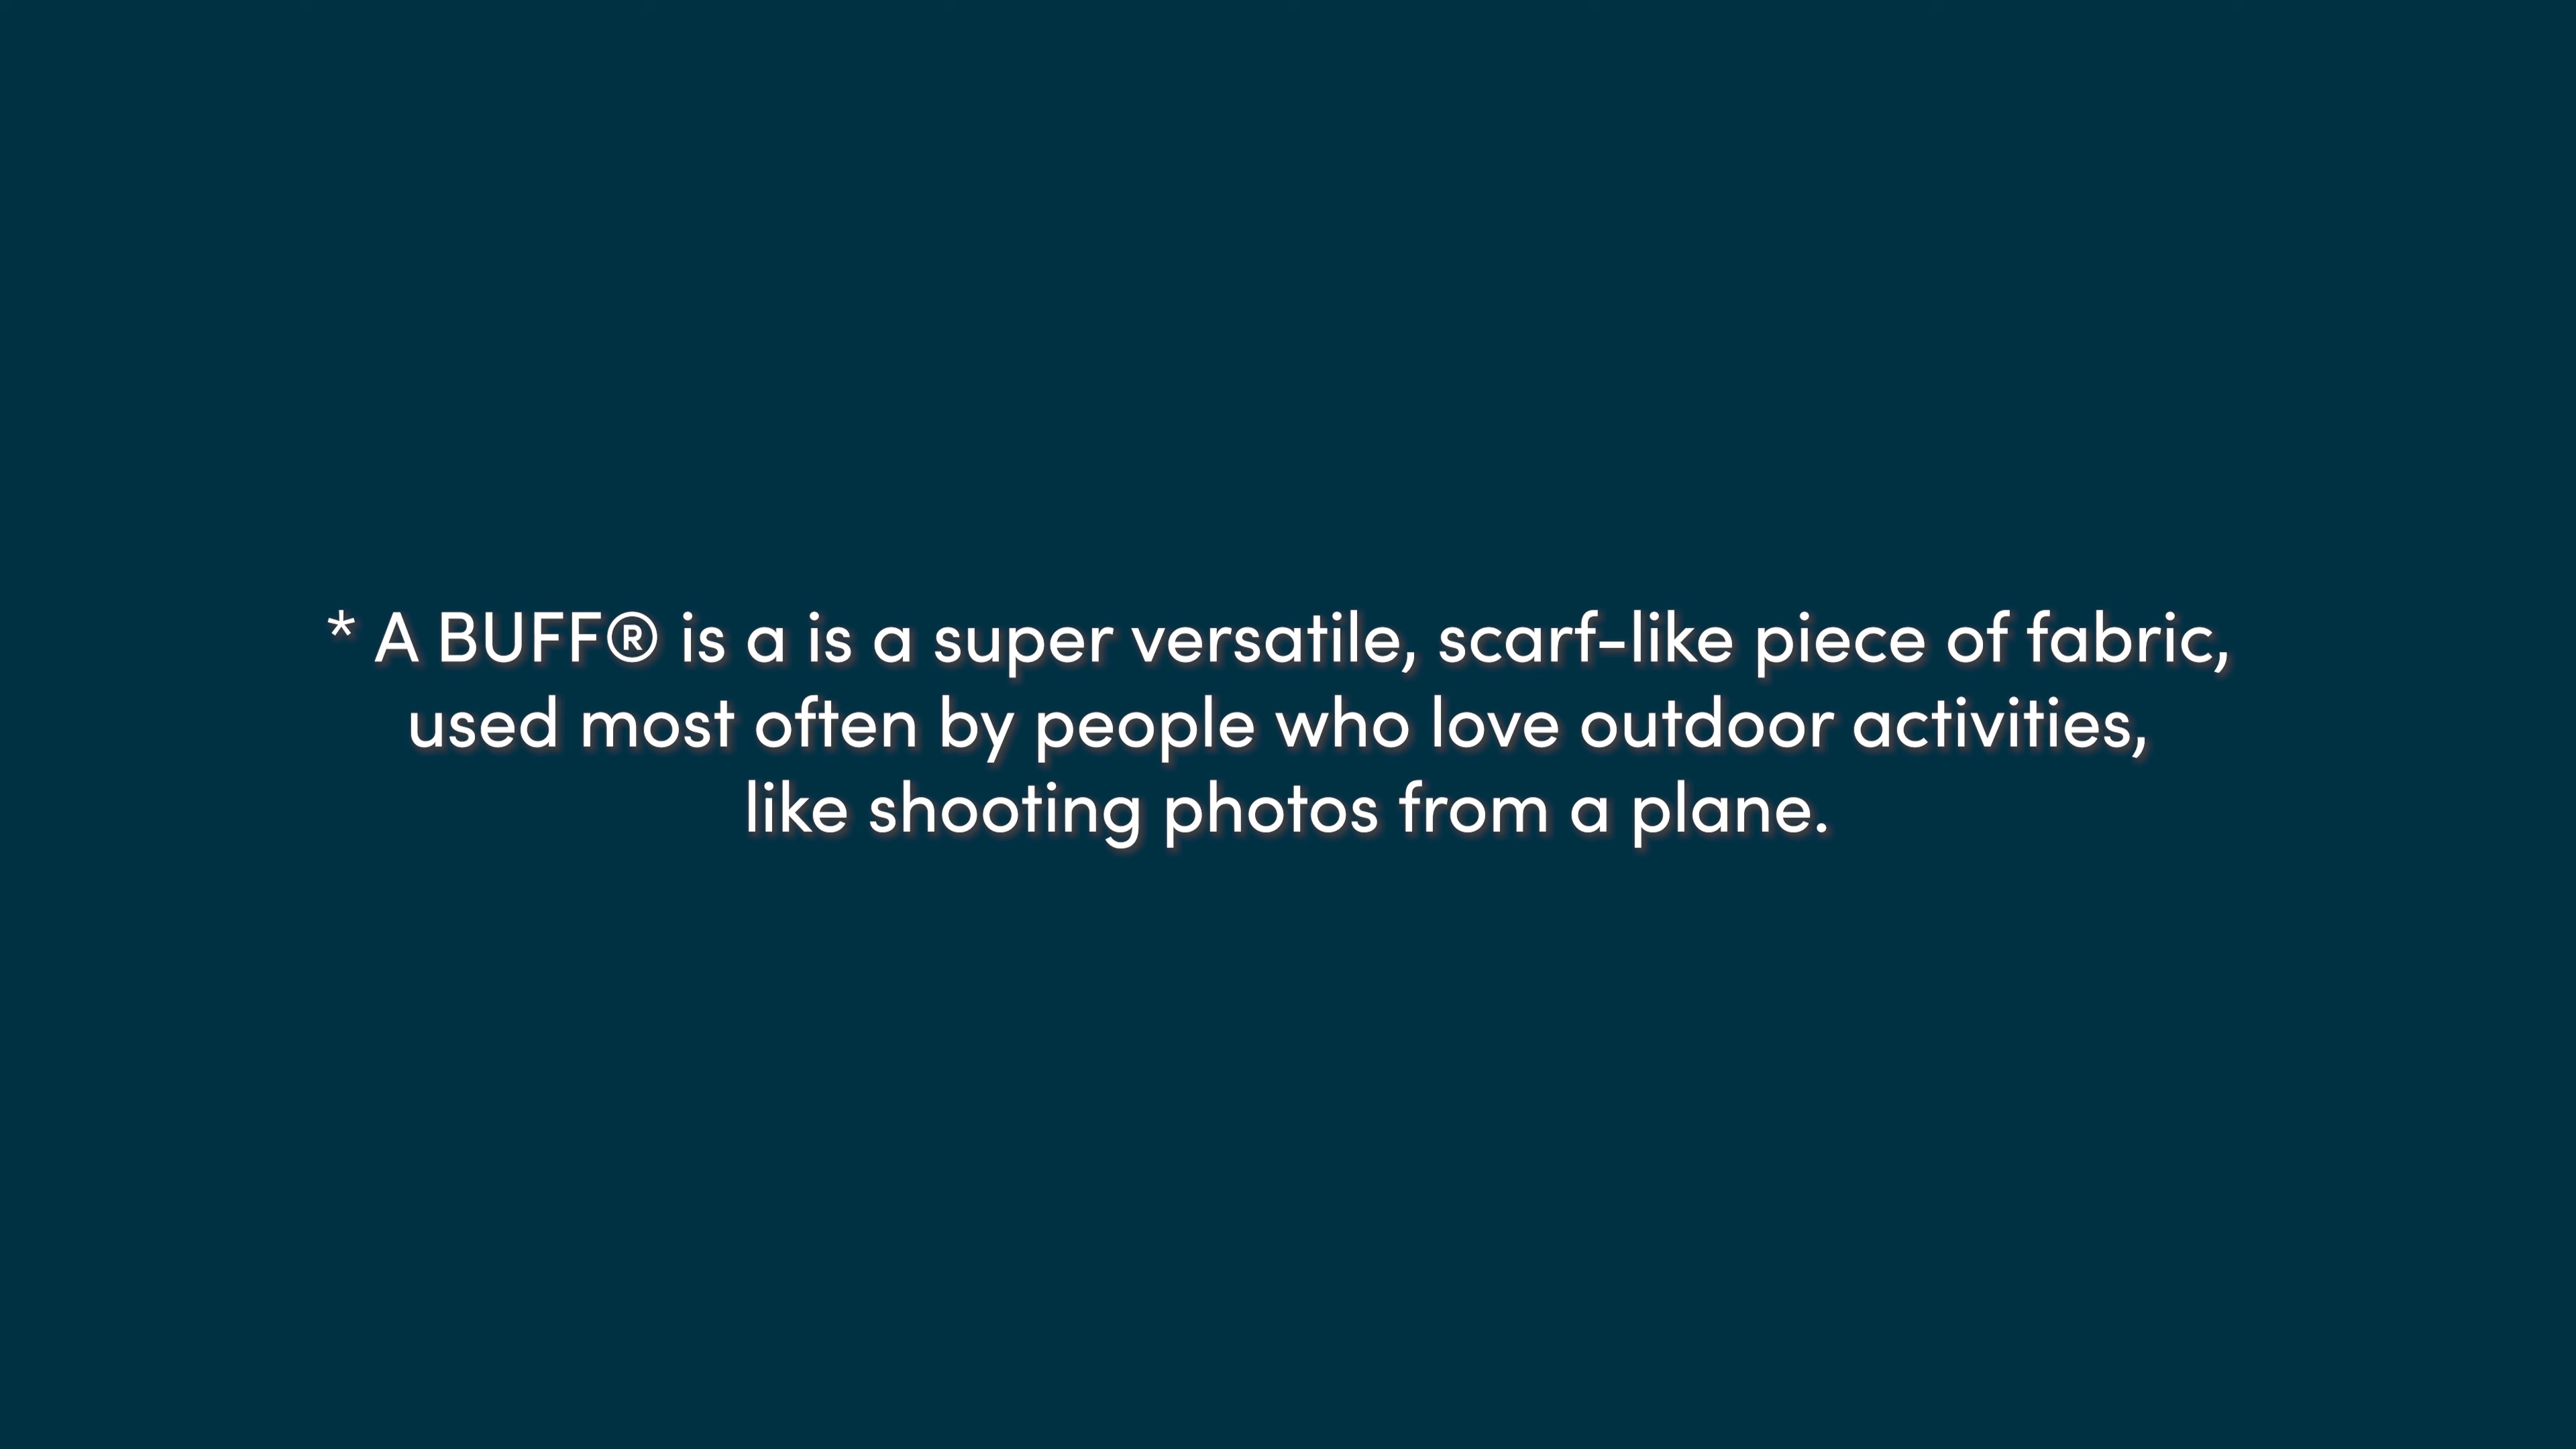 * A BUFF® is a is a super versatile, scarf-like piece of fabric,
used most often by people who love outdoor activities,
like shooting photos from a plane.